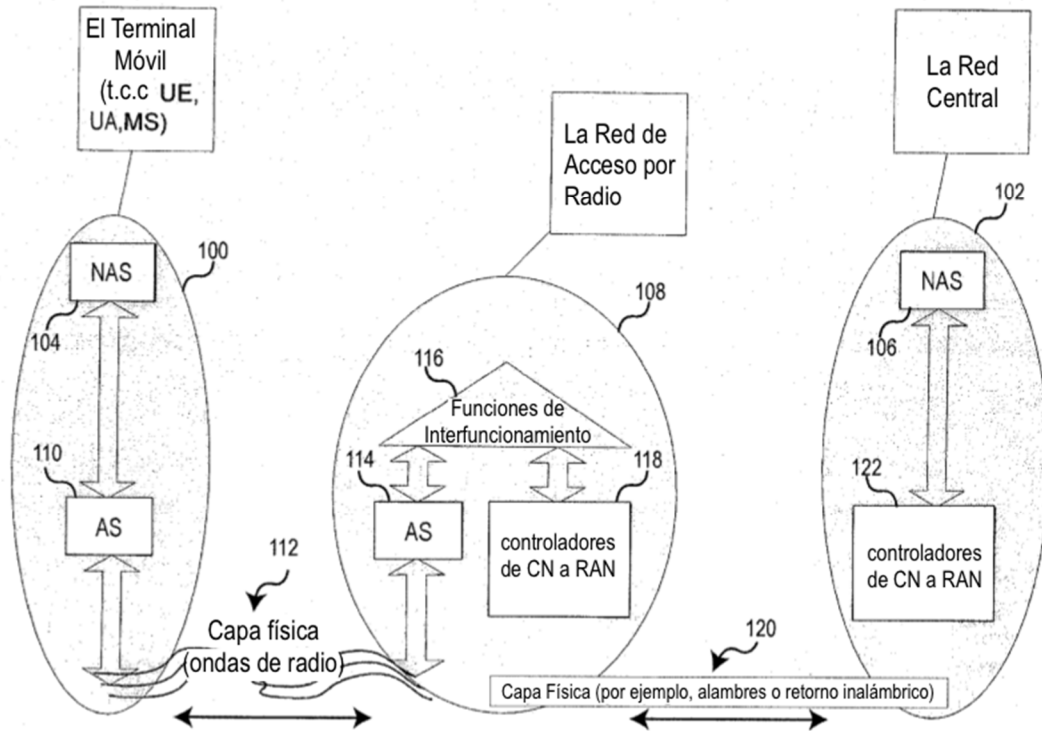 El Terminal
Móvil
(t.c.c UE,
UA,MS)
La Red de
Acceso por
Radio
La Red
Central
100
NAS
104
110
AS
112
Capa física
(ondas de radio)
108
116
Funciones de
Interfuncionamiento
114
AS
118
controladores
de CN a RAN
120
Capa Física (por ejemplo, alambres o retorno inalámbrico)
102
NAS
106
122
controladores
de CN a RAN